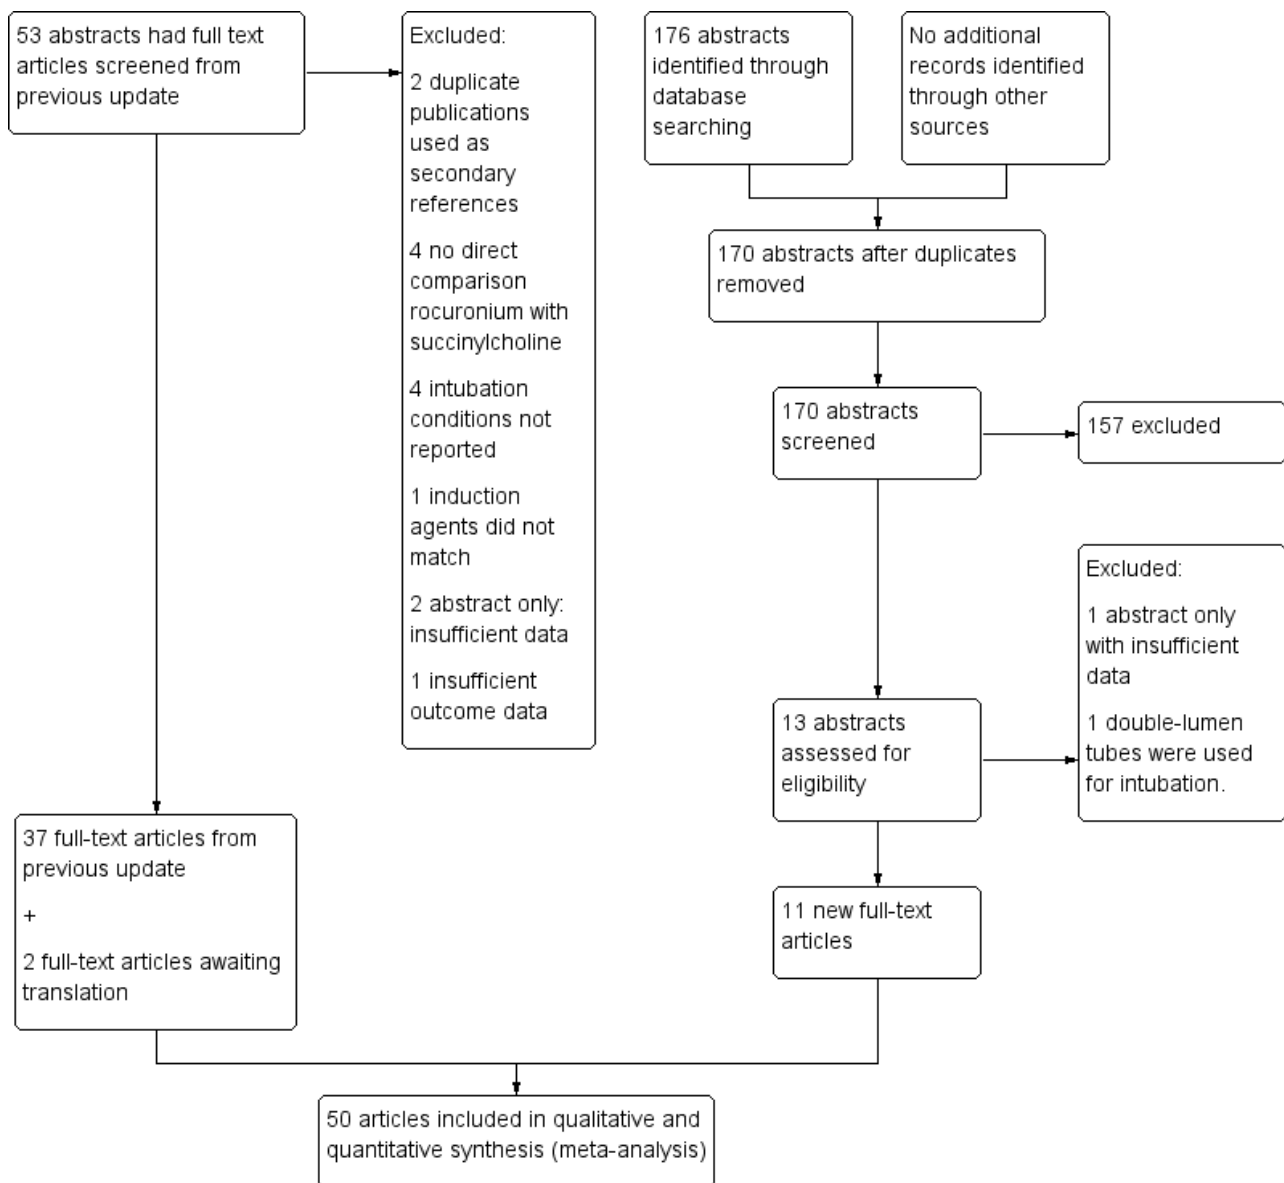 53 abstracts had full text
articles screened from
previous update
Excluded:
2 duplicate
publications
used as
secondary
references
4 no direct
comparison
rocuronium with
succinylcholine
4 intubation
conditions not
reported
1 induction
agents did not
match
2 abstract only:
insufficient data
1 insufficient
outcome data
176 abstracts
identified through
database
searching
No additional
records identified
through other
sources
170 abstracts after duplicates
removed
170 abstracts
screened
157 excluded
13 abstracts
assessed for
eligibility
Excluded:
1 abstract only
with insufficient
data
1 double-lumen
tubes were used
for intubation.
37 full-text articles from
previous update
+
2 full-text articles awaiting
translation
11 new full-text
articles
50 articles included in qualitative and
quantitative synthesis (meta-analysis)